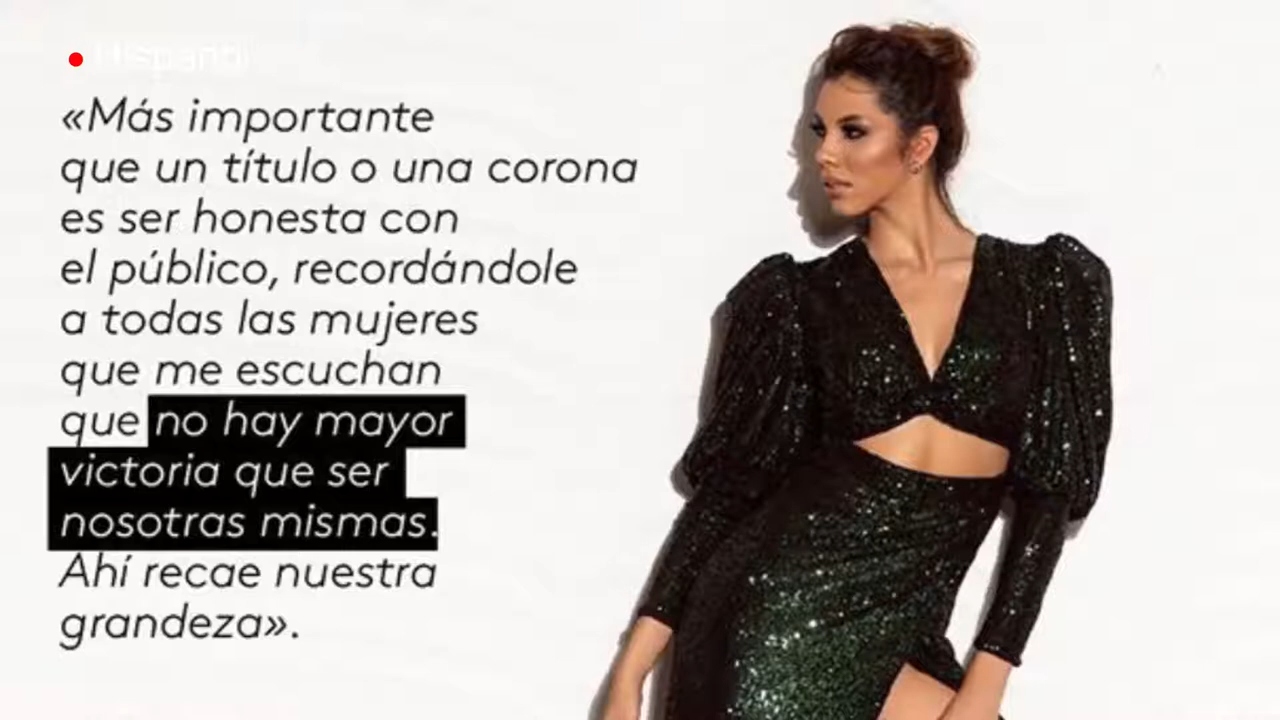 «Más importante
que un título o una corona
es ser honesta con
el público, recordándole
a todas las mujeres
que me escuchan
que no hay mayor
victoria que ser
nosotras mismas.
Ahí recae nuestra
grandeza».